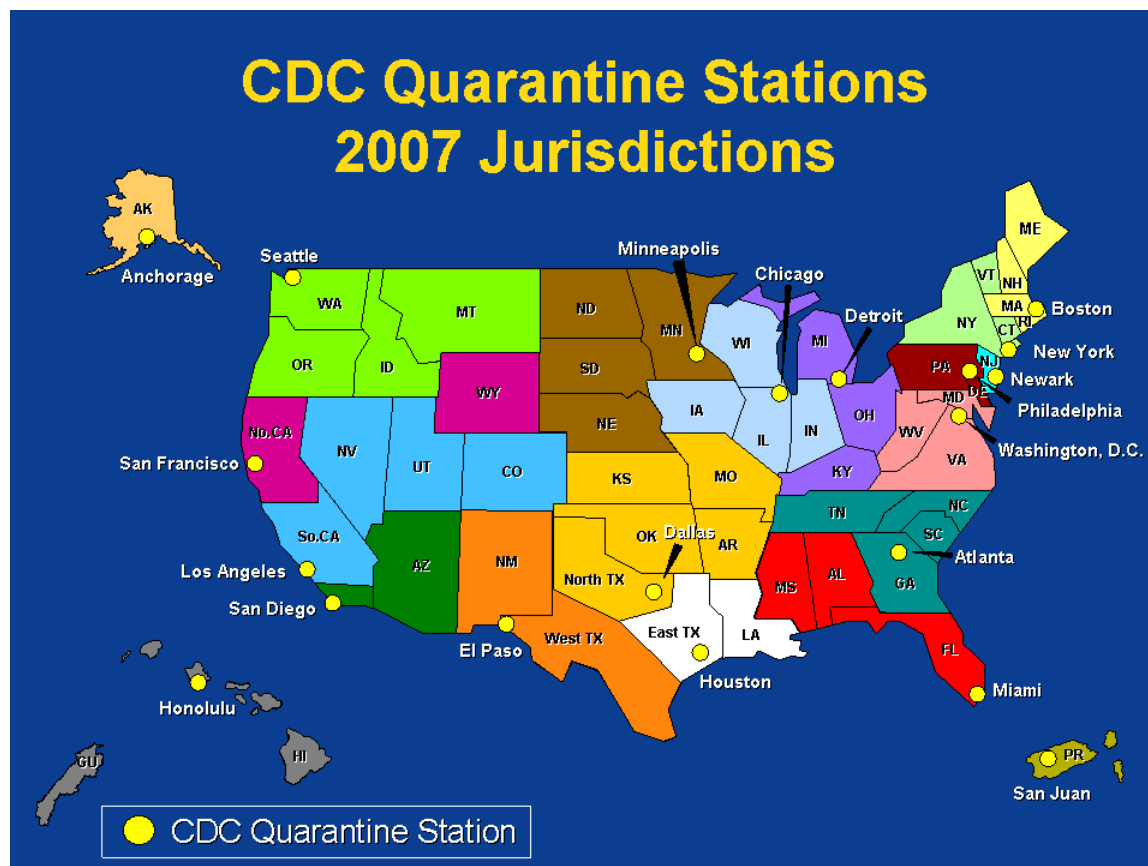 CDC Quarantine Stations
2007 Jurisdictions
AK
Anchorage
Seattle
Minneapolis
Chicago
Detroit
Boston
New York
Newark
Philadelphia
Washington, D.C.
Atlanta
Miami
San Juan
Houston
Dallas
El Paso
San Diego
Los Angeles
San Francisco
Honolulu
WA
OR
ID
MT
WY
No.CA
So.CA
NV
UT
CO
AZ
NM
ND
SD
NE
MN
WI
IA
IL
IN
MI
OH
KY
KS
MO
OK
AR
North TX
West TX
East TX
LA
MS
AL
FL
TN
NC
SC
GA
WV
VA
MD
DE
PA
NJ
NY
CT
RI
MA
NH
VT
ME
GU
HI
PR
CDC Quarantine Station